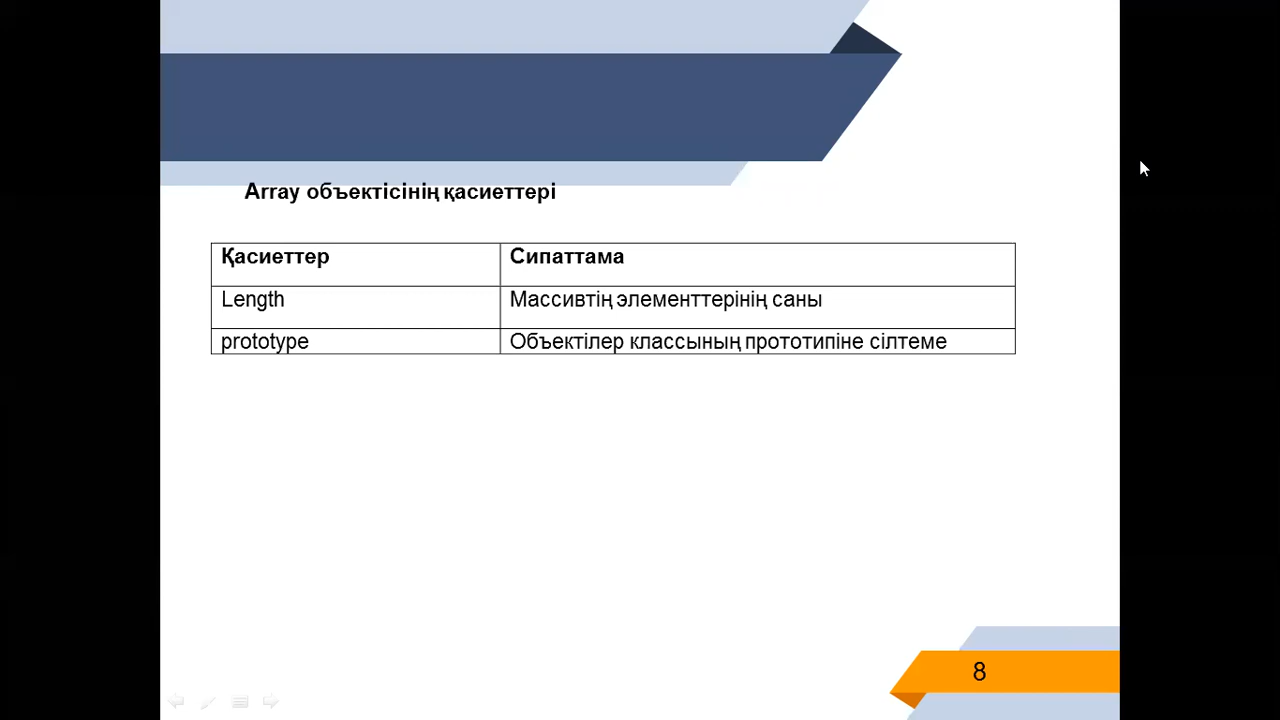 Array объектісінің қасиеттері
Қасиеттер Сипаттама
Length Массивтің элементтерінің саны
prototype Объектілер классының прототипіне сілтеме
8